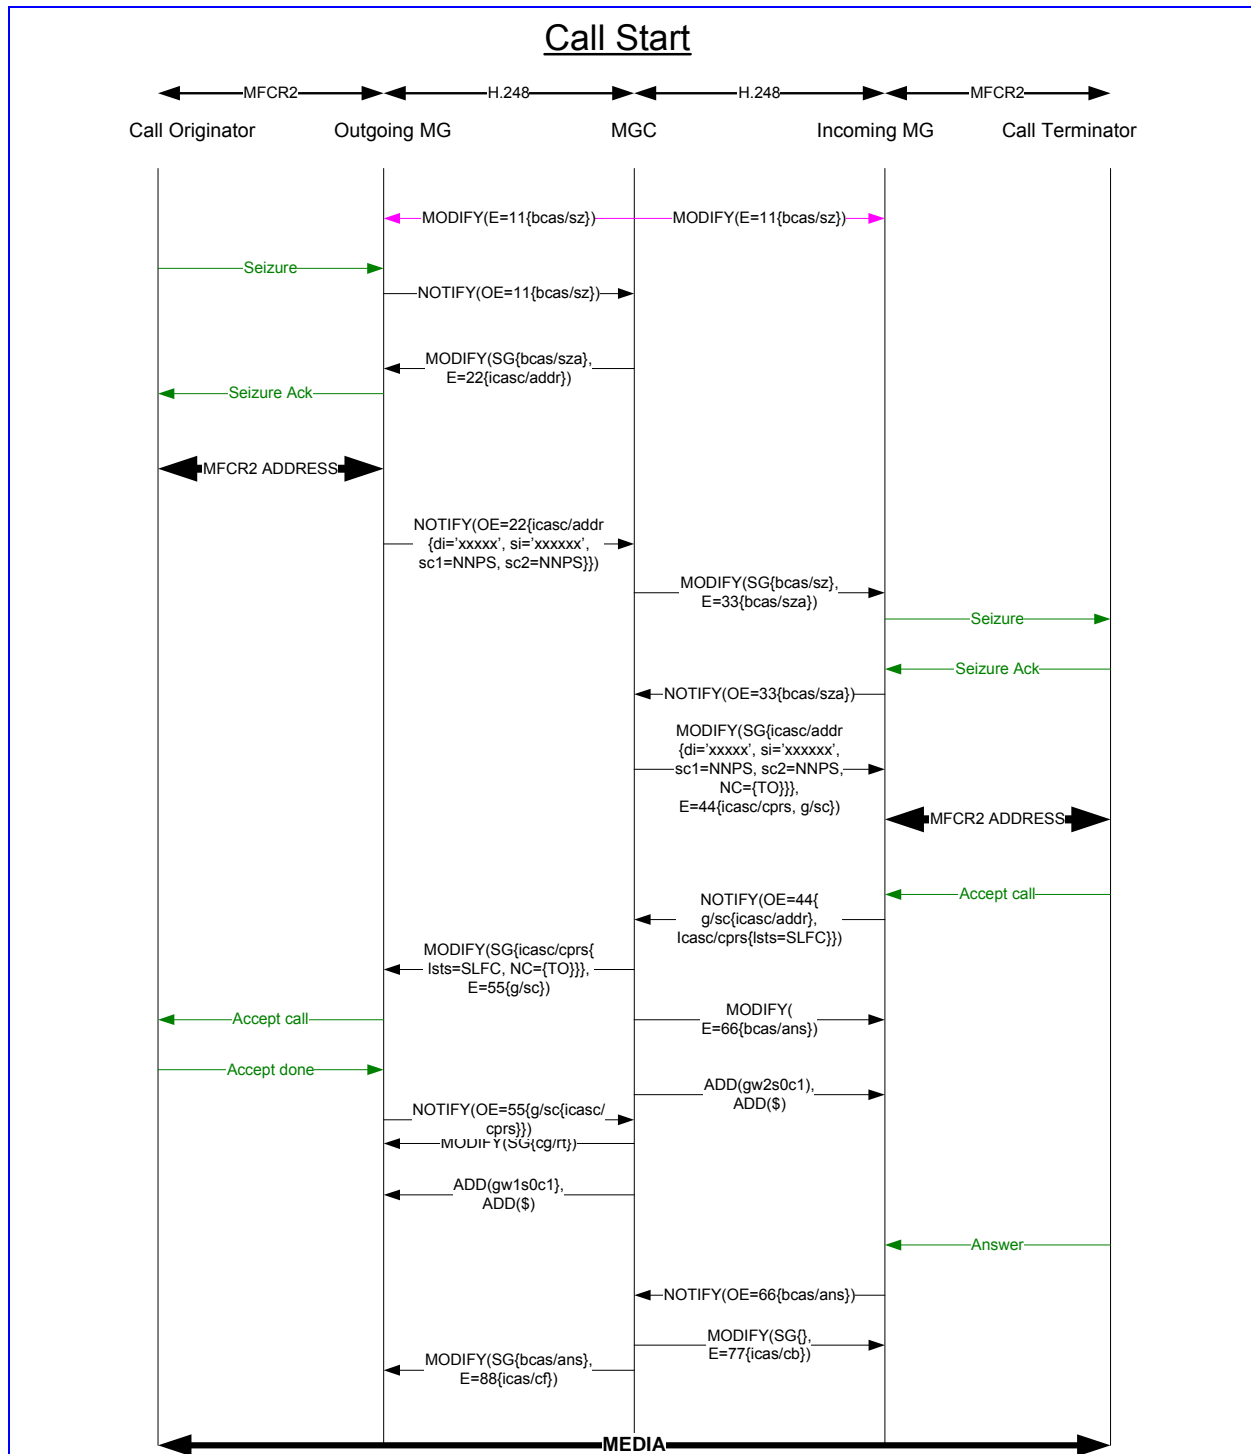 Call Start
MFCR2
H.248
H.248
MFCR2
Call Originator
Outgoing MG
MGC
Incoming MG
Call Terminator
MODIFY(E=11{bcas/sz})
MODIFY(E=11{bcas/sz})
Seizure
NOTIFY(OE=11{bcas/sz})
MODIFY(SG{bcas/sza},
E=22{icasc/addr})
Seizure Ack
MFCR2 ADDRESS
NOTIFY(OE=22{icasc/addr
{di=’xxxxx’, si=’xxxxxx’,
sc1=NNPS, sc2=NNPS}})
MODIFY(SG{bcas/sz},
E=33{bcas/sza})
Seizure
Seizure Ack
NOTIFY(OE=33{bcas/sza})
MODIFY(SG{icasc/addr
{di=’xxxxx’, si=’xxxxxx’,
sc1=NNPS, sc2=NNPS,
NC={TO}}},
E=44{icasc/cprs, g/sc})
MFCR2 ADDRESS
Accept call
NOTIFY(OE=44{
g/sc{icasc/addr},
Icasc/cprs{lsts=SLFC}})
MODIFY(SG{icasc/cprs{
lsts=SLFC, NC={TO}}},
E=55{g/sc})
Accept call
MODIFY(
E=66{bcas/ans})
Accept done
ADD(gw2s0c1),
ADD($)
NOTIFY(OE=55{g/sc{icasc/
cprs}})
MODIFY(SG{cg/rt})
ADD(gw1s0c1},
ADD($)
Answer
NOTIFY(OE=66{bcas/ans})
MODIFY(SG{},
E=77{icas/cb})
MODIFY(SG{bcas/ans},
E=88{icas/cf})
MEDIA